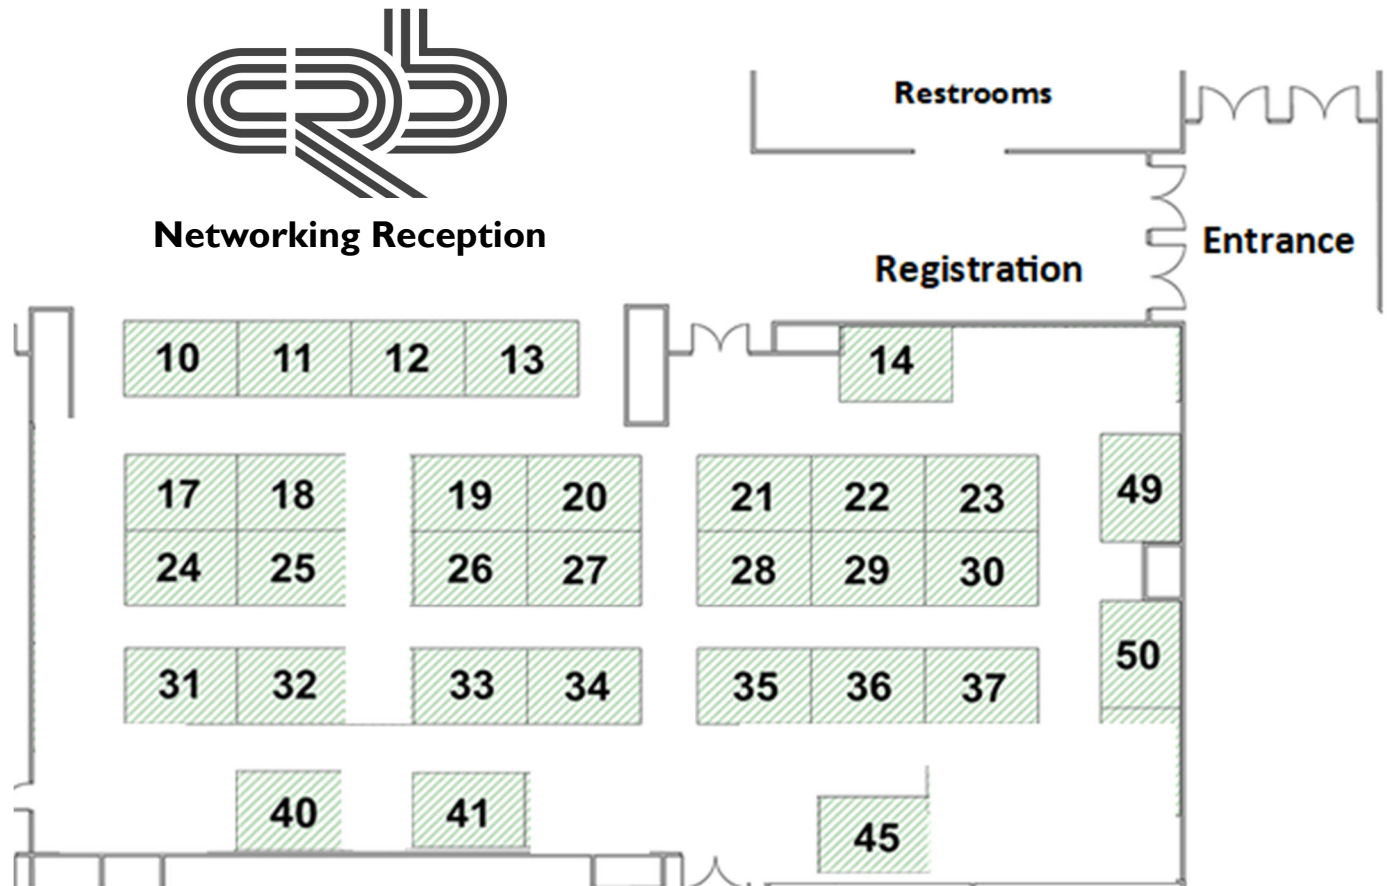 Restrooms
Networking Reception
Entrance
Registration
10 11 12 13 14
17 18 19 20 21 22 23 49
24 25 26 27 28 29 30
31 32 33 34 35 36 37 50
40 41 45